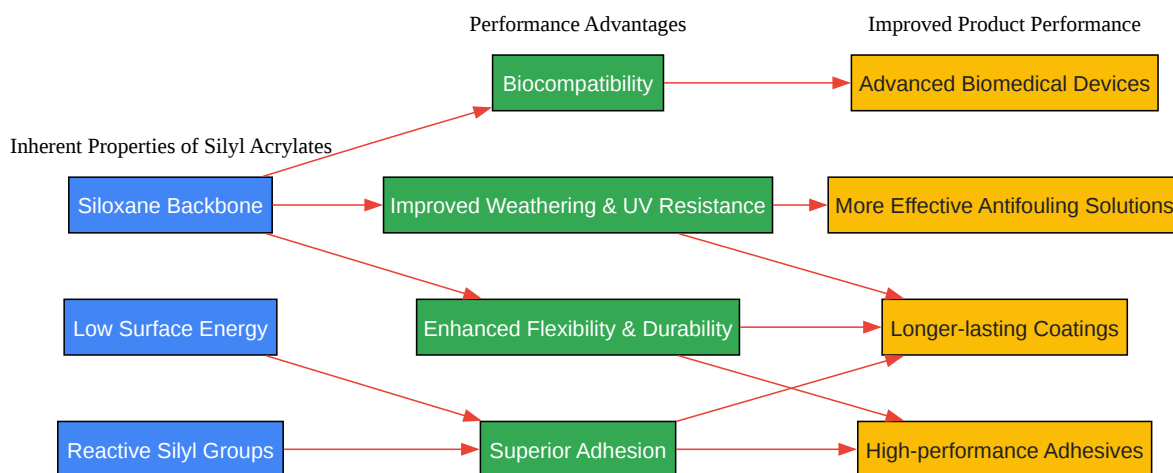 Performance Advantages
Improved Product Performance
Biocompatibility
Advanced Biomedical Devices
Inherent Properties of Silyl Acrylates
Siloxane Backbone
Improved Weathering & UV Resistance
More Effective Antifouling Solutions
Low Surface Energy
Enhanced Flexibility & Durability
Longer-lasting Coatings
Reactive Silyl Groups
Superior Adhesion
High-performance Adhesives